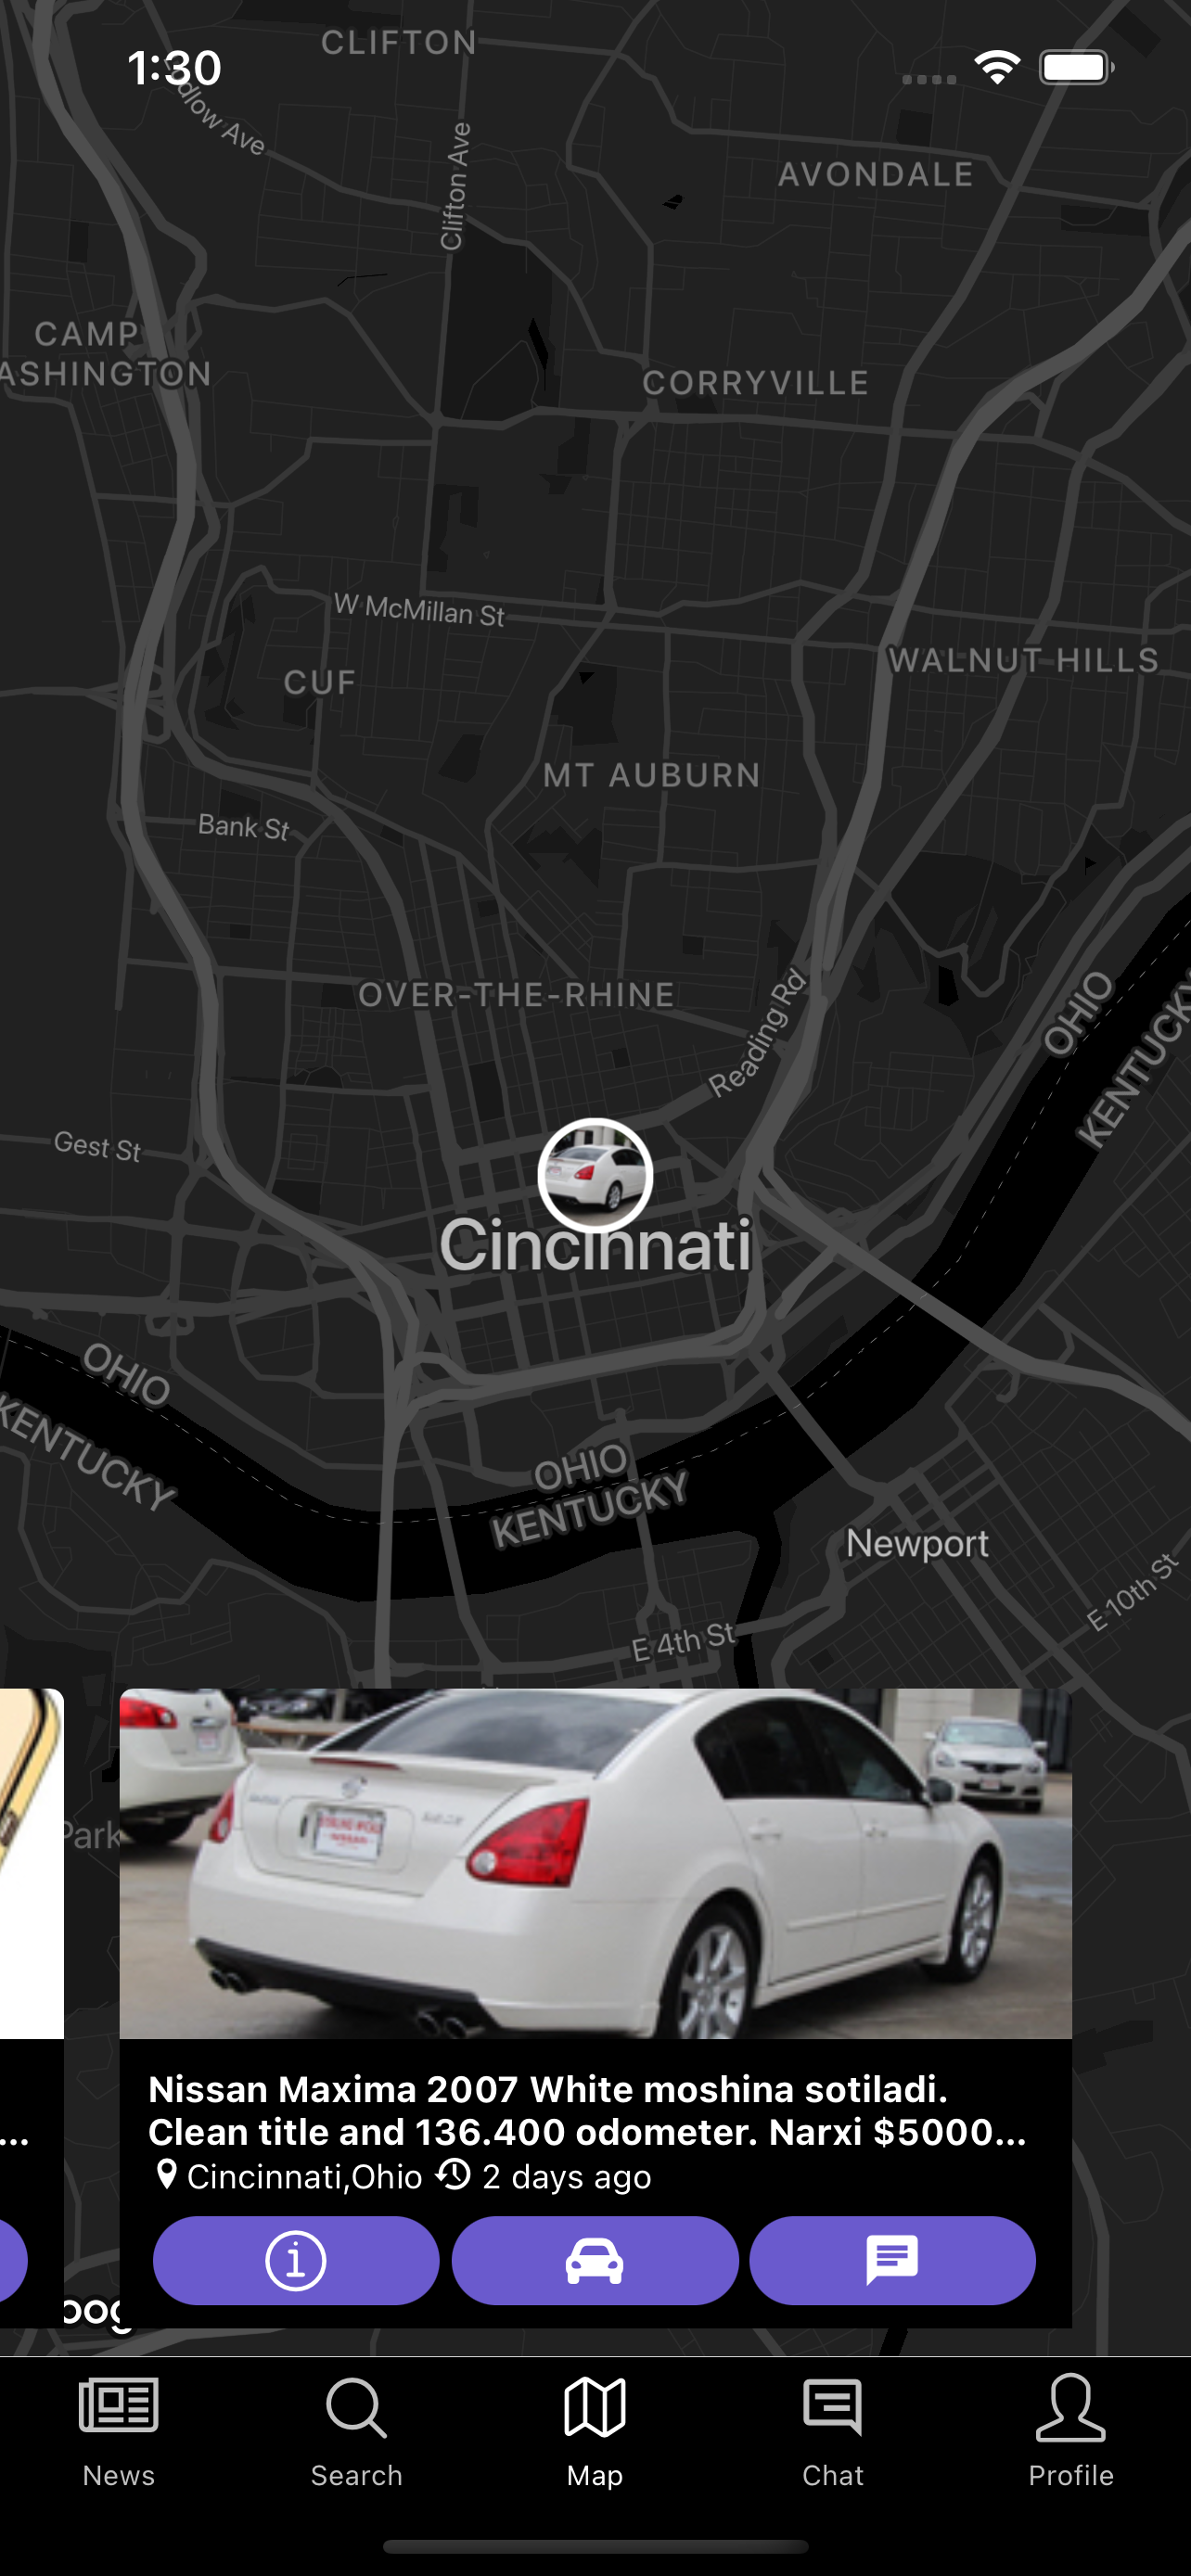 CLIFTON
1:30
Clifton Ave
AVONDALE
CAMP
ASHINGTON
CORRYVILLE
W McMillan St
WALNUT HILLS
CUF
MT AUBURN
Bank St
OVER-THE-RHINE
Reading Rd
OHIO
KENTUCKY
Gest St
Cincinnati
OHIO
KENTUCKY
OHIO
KENTUCKY
Newport
E 10th St
E 4th St
Park
Nissan Maxima 2007 White moshina sotiladi.
Clean title and 136.400 odometer. Narxi $5000...
...
Cincinnati,Ohio 2 days ago
News
Search
Map
Chat
Profile